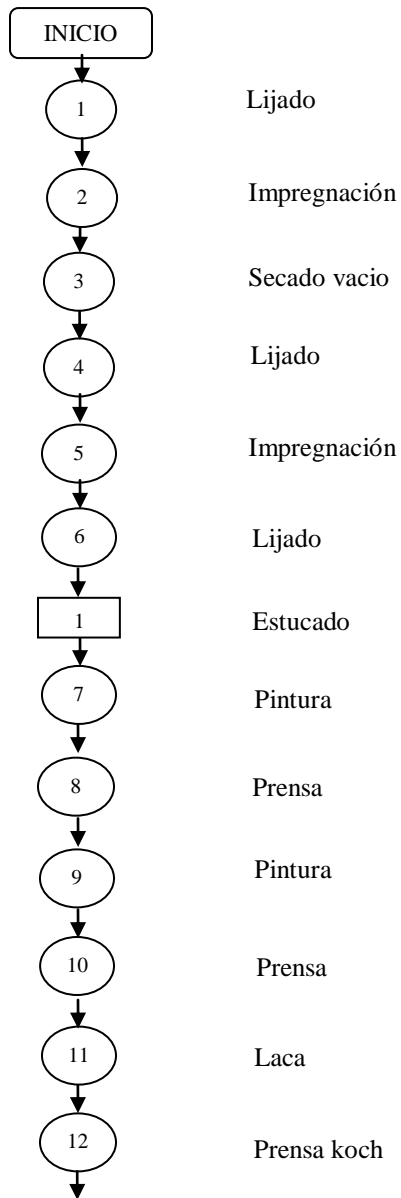 INICIO
1 Lijado
2 Impregnación
3 Secado vacio
4 Lijado
5 Impregnación
6 Lijado
1 Estucado
7 Pintura
8 Prensa
9 Pintura
10 Prensa
11 Laca
12 Prensa koch